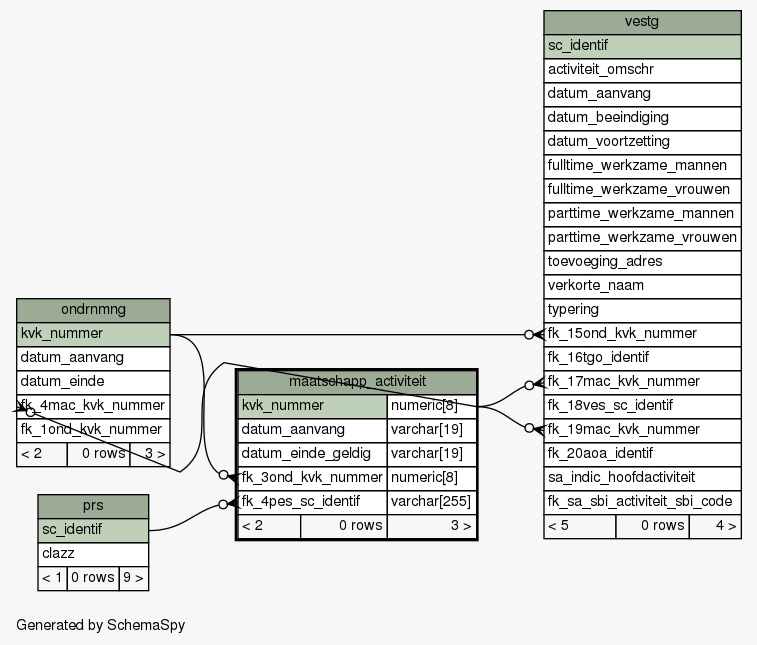 vestg
sc_identif
activiteit_omschr
datum_aanvang
datum_beeindiging
datum_voortzetting
fulltime_werkzame_mannen
fulltime_werkzame_vrouwen
parttime_werkzame_mannen
parttime_werkzame_vrouwen
toevoeging_adres
verkorte_naam
typering
fk_15ond_kvk_nummer
fk_16tgo_identif
fk_17mac_kvk_nummer
fk_18ves_sc_identif
fk_19mac_kvk_nummer
fk_20aoa_identif
sa_indic_hoofdactiviteit
fk_sa_sbi_activiteit_sbi_code
< 5 0 rows 4 >
ondrnmng
kvk_nummer
datum_aanvang
datum_einde
fk_4mac_kvk_nummer
fk_1ond_kvk_nummer
< 2 0 rows 3 >
maatschapp_activiteit
kvk_nummer numeric[8]
datum_aanvang varchar[19]
datum_einde_geldig varchar[19]
fk_3ond_kvk_nummer numeric[8]
fk_4pes_sc_identif varchar[255]
< 2 0 rows 3 >
prs
sc_identif
clazz
< 1 0 rows 9 >
Generated by SchemaSpy